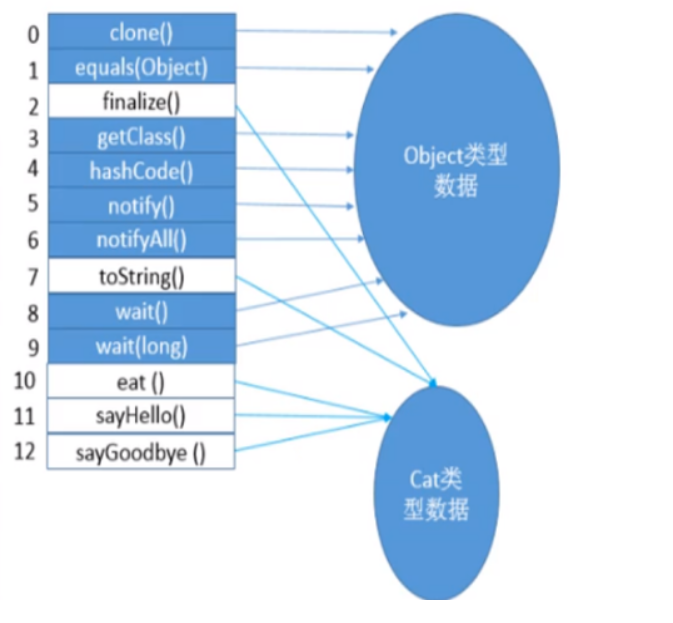 0 clone()
1 equals(Object)
2 finalize()
3 getClass()
4 hashCode()
5 notify()
6 notifyAll()
7 toString()
8 wait()
9 wait(long)
10 eat ()
11 sayHello()
12 sayGoodbye ()
Object类型
数据
Cat类
型数据